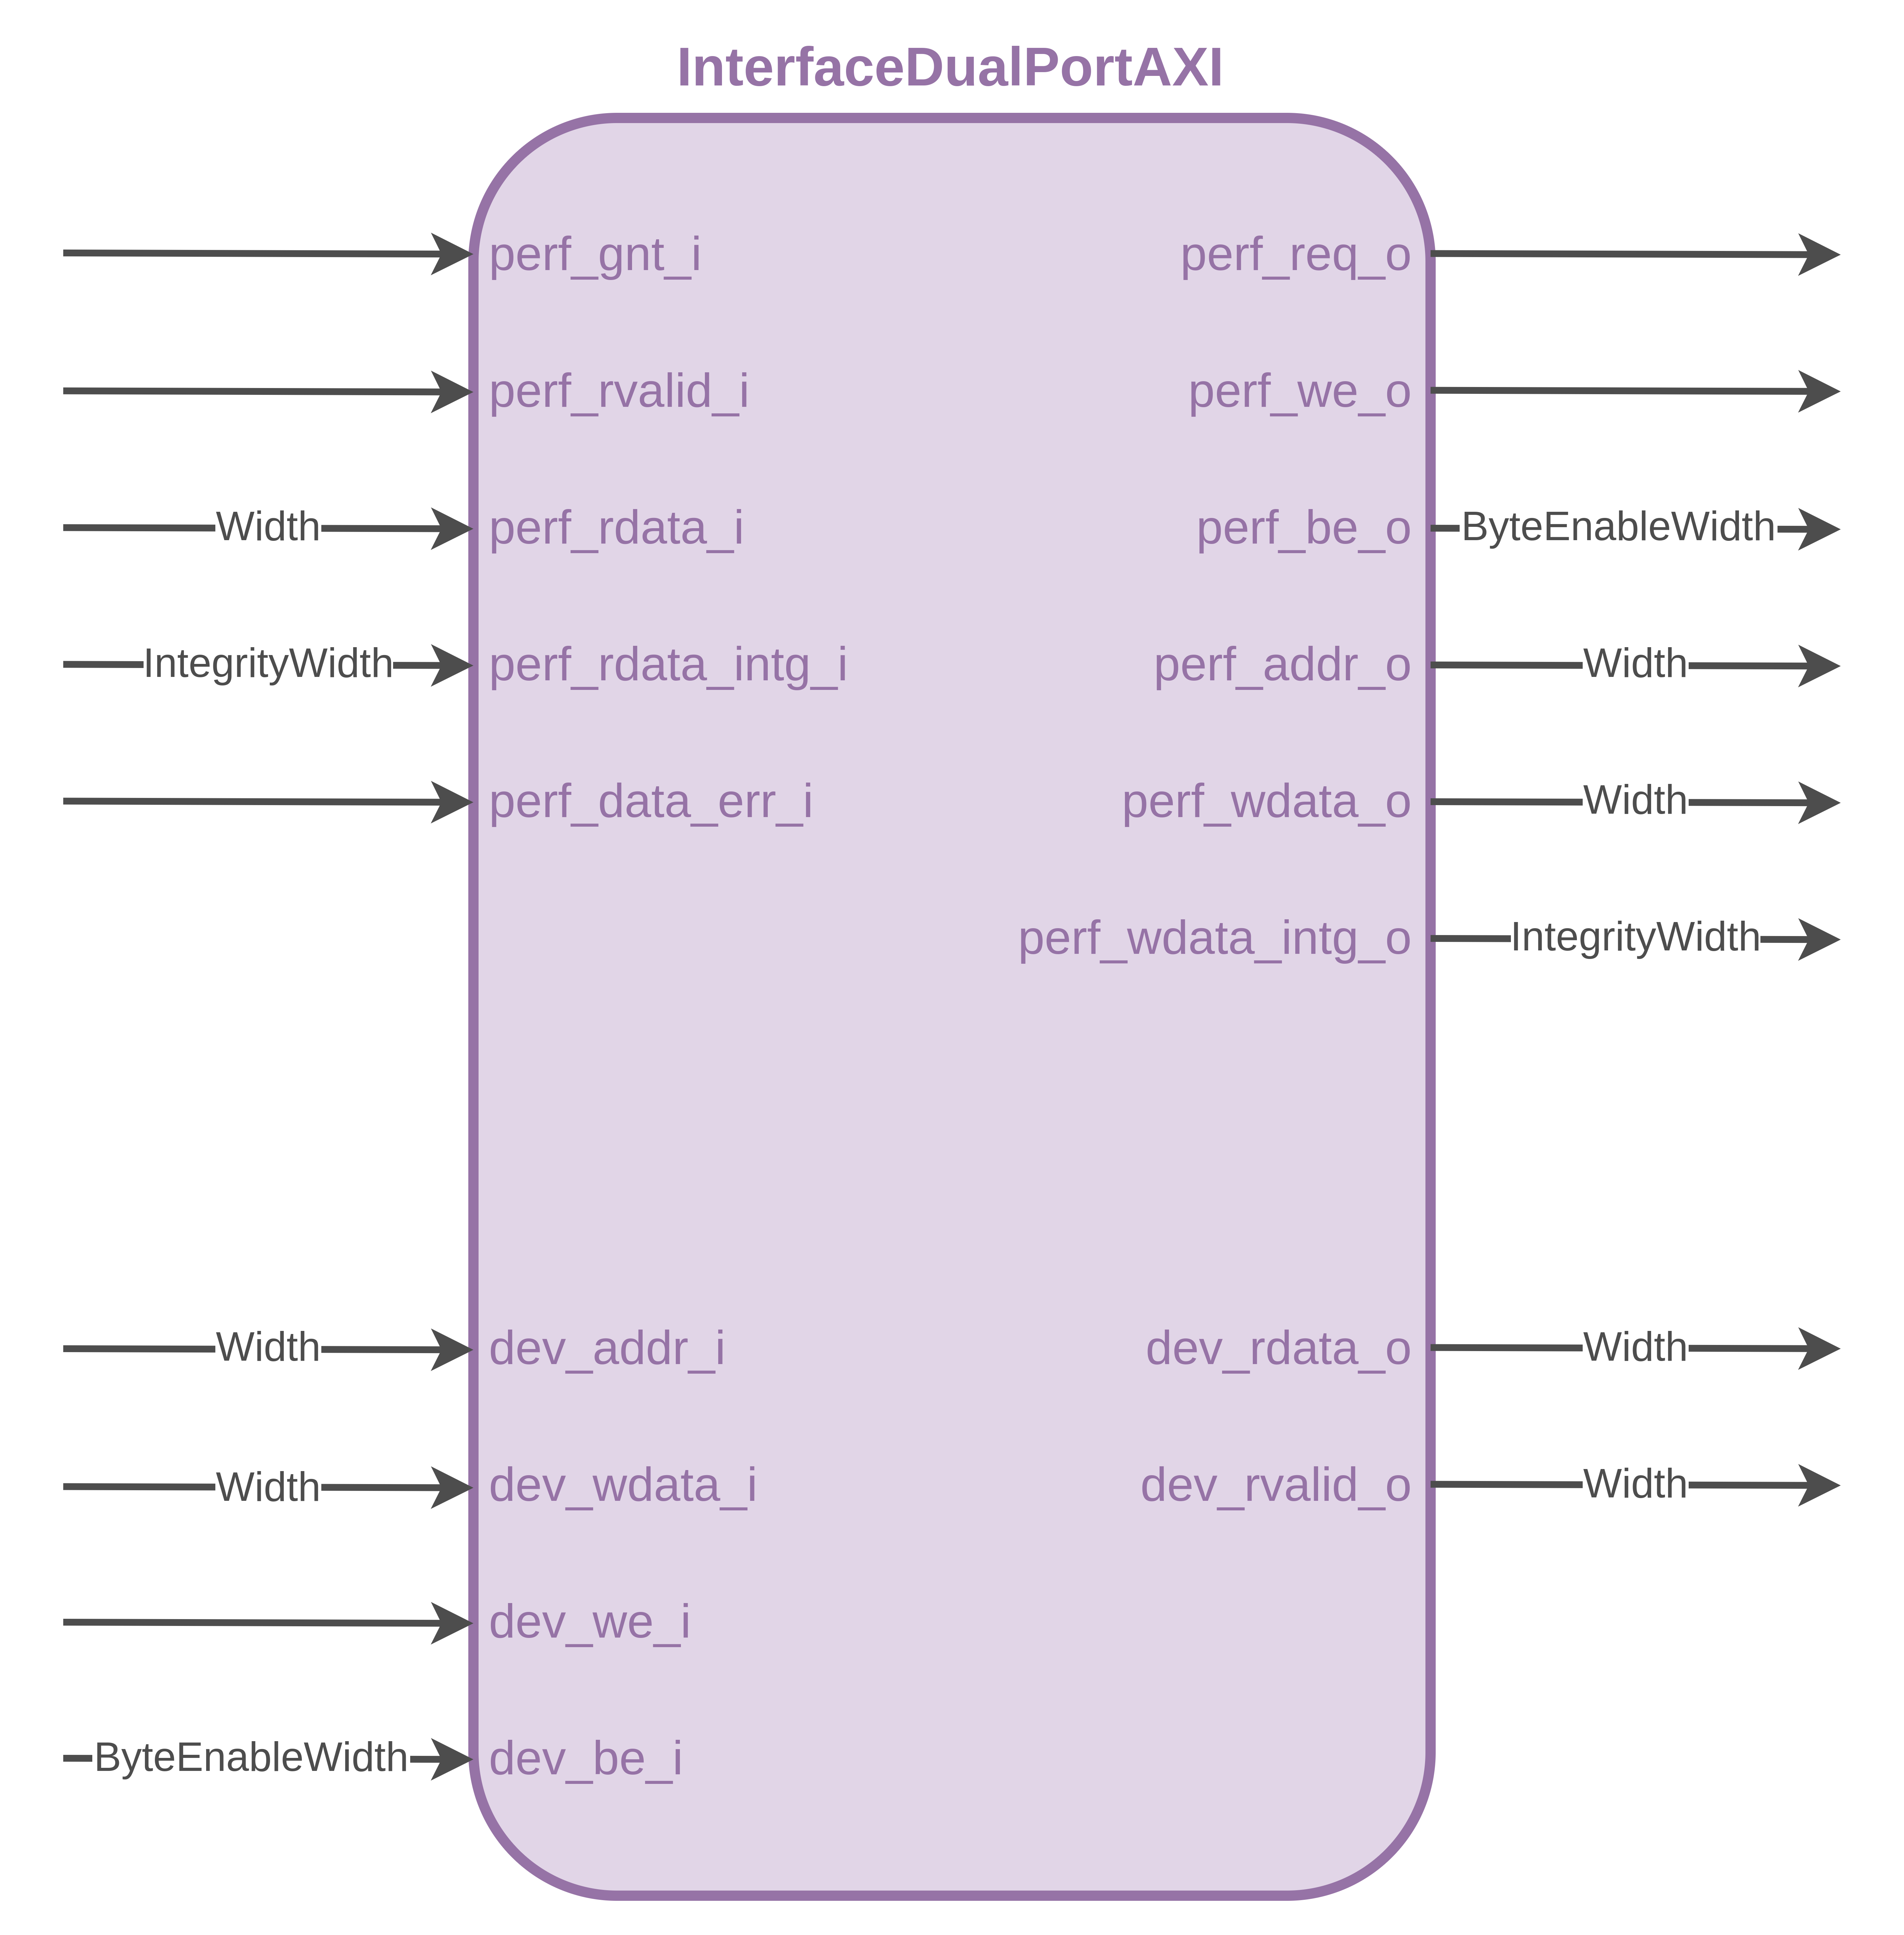 InterfaceDualPortAXI
perf_gnt_i
perf_req_o
perf_rvalid_i
perf_we_o
Width
perf_rdata_i
perf_be_o
ByteEnableWidth
IntegrityWidth
perf_rdata_intg_i
perf_addr_o
Width
perf_data_err_i
perf_wdata_o
Width
perf_wdata_intg_o
IntegrityWidth
Width
dev_addr_i
dev_rdata_o
Width
Width
dev_wdata_i
dev_rvalid_o
Width
dev_we_i
ByteEnableWidth
dev_be_i